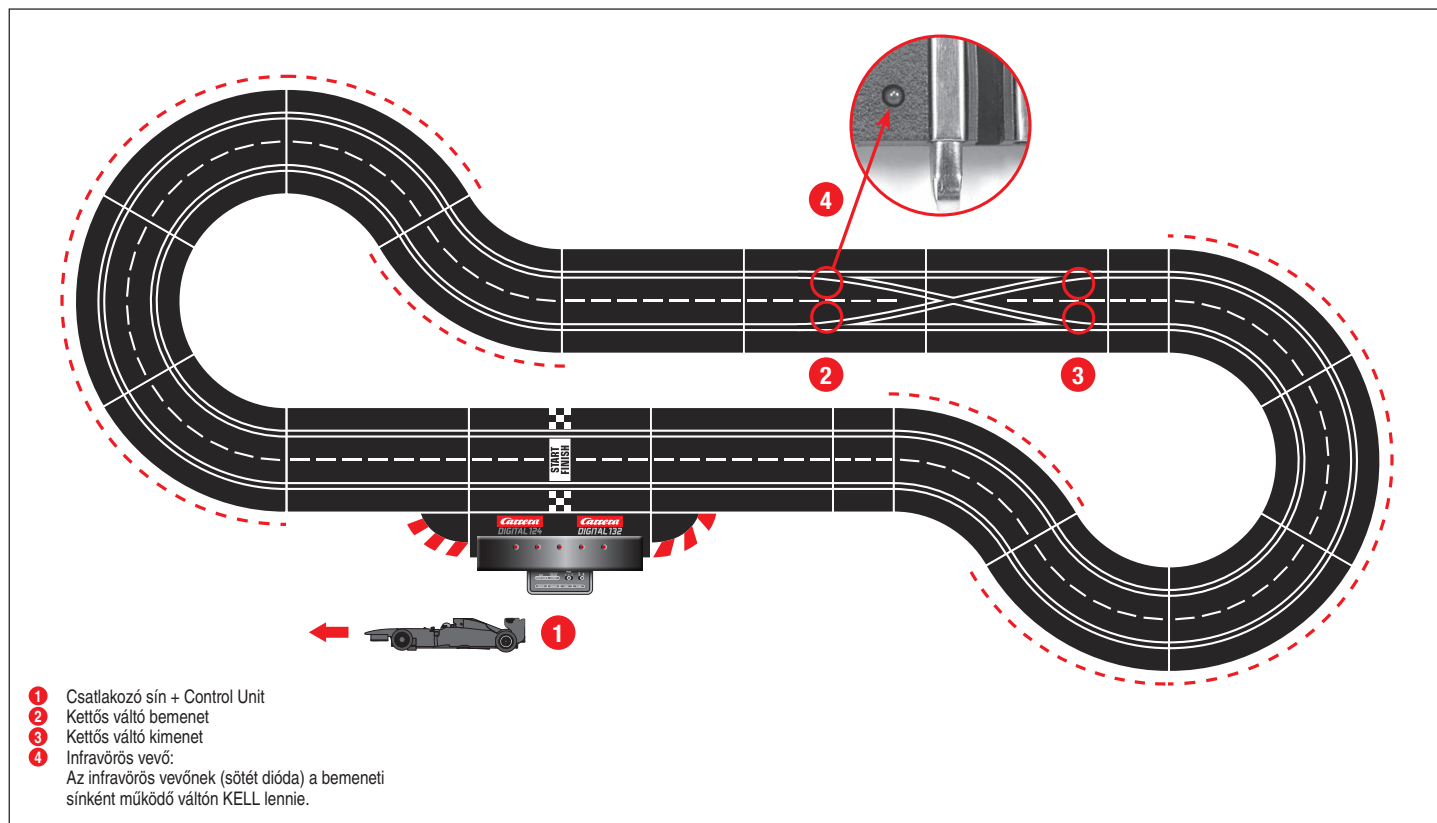 4
2
3
START
FINISH
Carrera Carrera
DIGITAL 124 DIGITAL 132
1
1 Csatlakozó sín + Control Unit
2 Kettős váltó bemenet
3 Kettős váltó kimenet
4 Infravörös vevő:
Az infravörös vevőnek (sötét dióda) a bemeneti
sínként működő váltón KELL lennie.